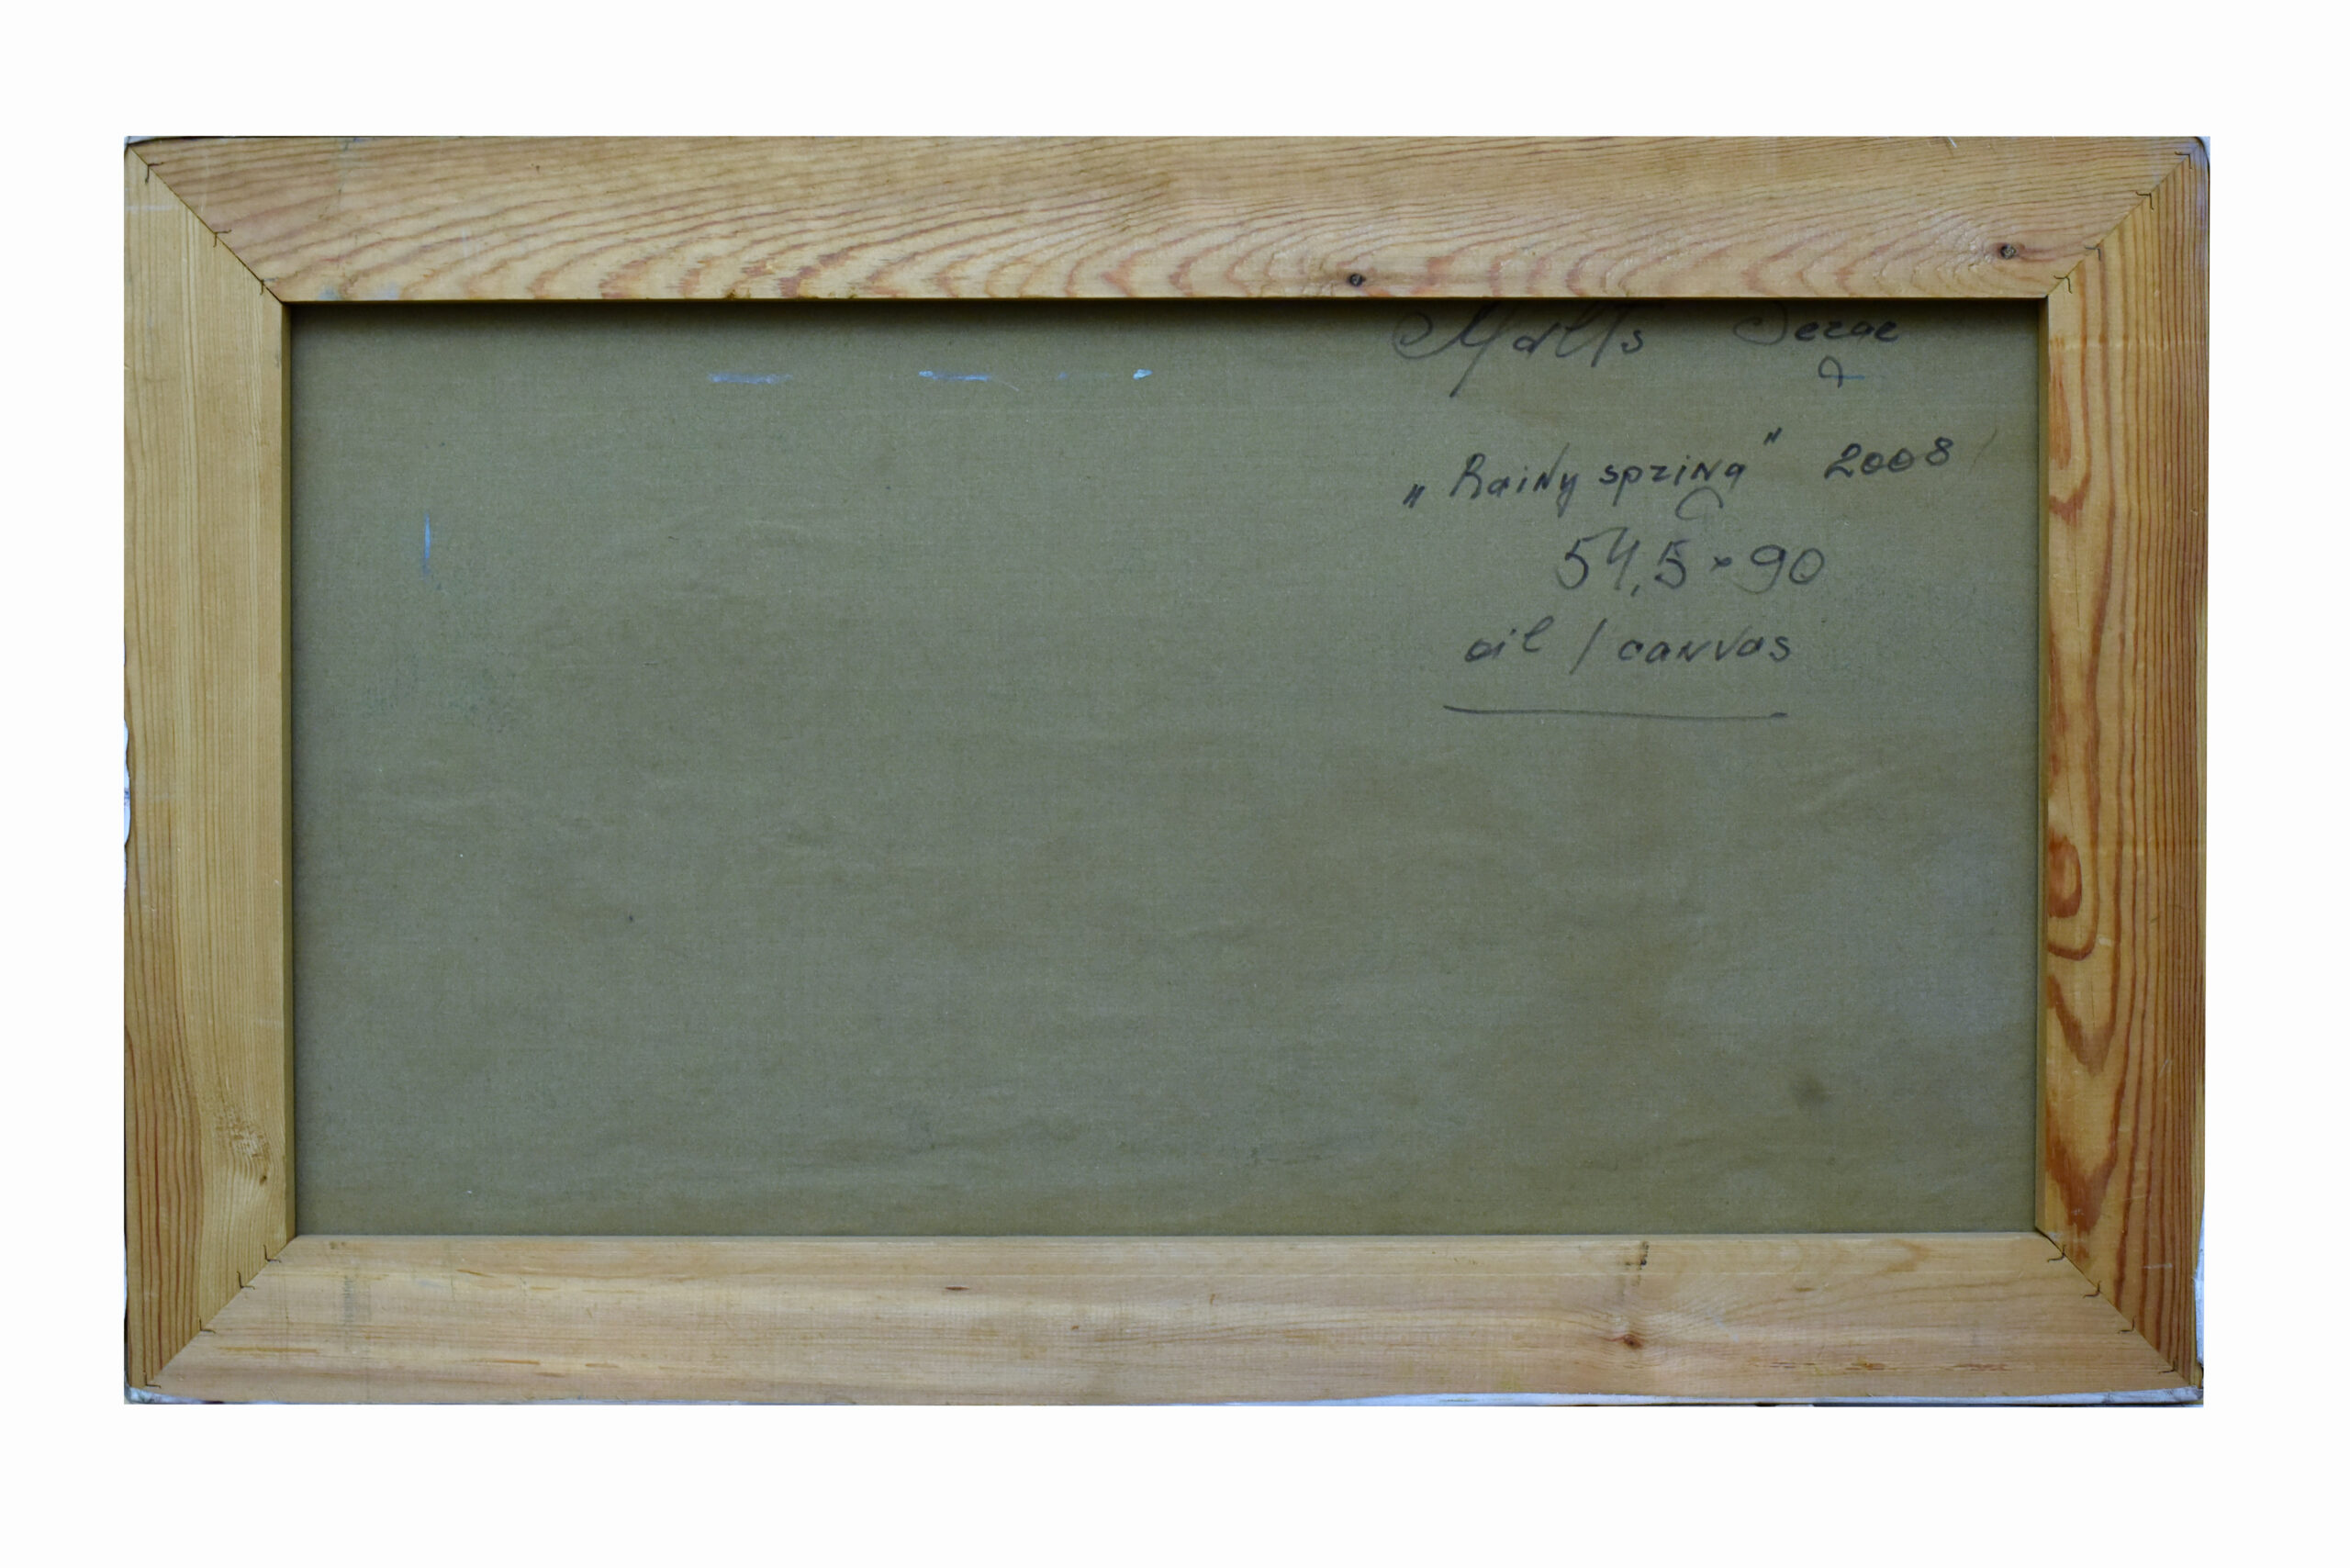 „Rainy spring" 2008
54,5 × 90
oil / canvas